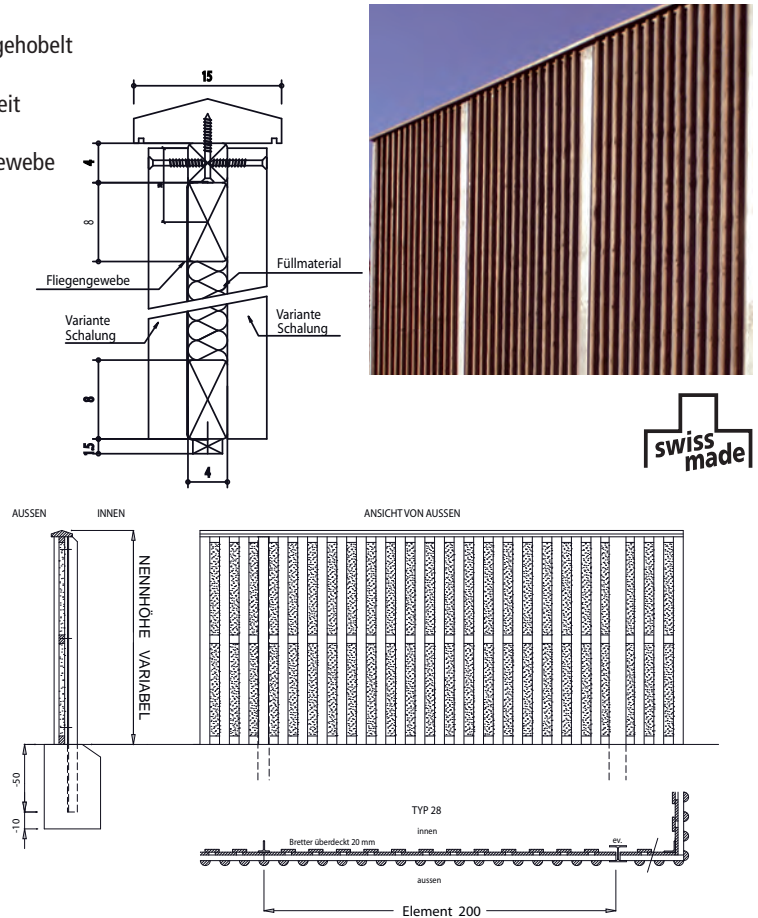 gehobelt
eit
ewebe
15
4
8
Fliegengewebe
Füllmaterial
Variante
Schalung
Variante
Schalung
8
15
4
swiss
made
AUSSEN
INNEN
ANSICHT VON AUSSEN
NENNHÖHE VARIABEL
-50
-10
TYP 28
innen
Bretter überdeckt 20 mm
ev.
aussen
Element 200